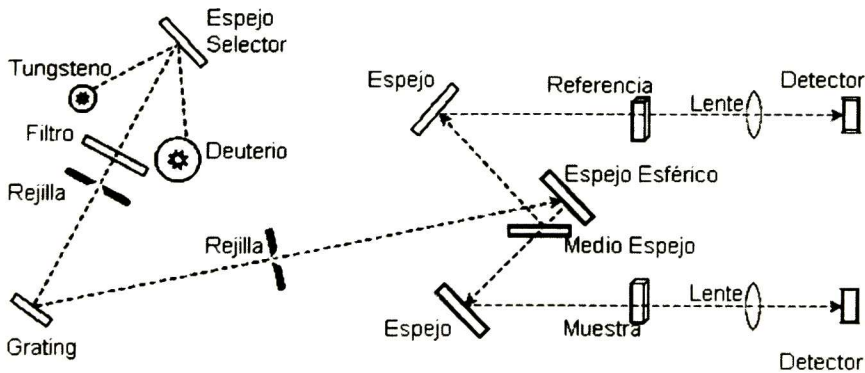 Espejo
Selector
Tungsteno
Filtro
Deuterio
Rejilla
Rejilla
Grating
Espejo
Referencia
Lente
Detector
Espejo Esférico
Medio Espejo
Espejo
Muestra
Lente
Detector